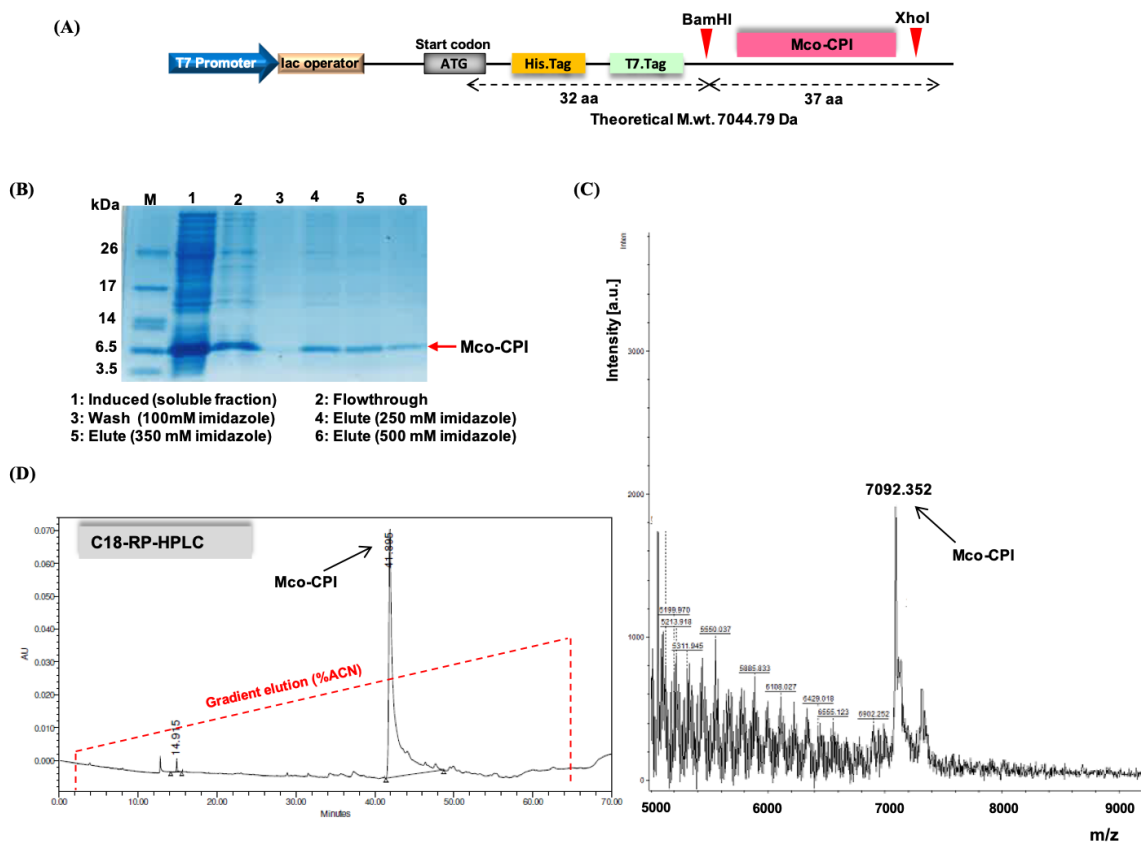 (A)
BamHI
XhoI
Mco-CPI
Start codon
T7 Promoter
lac operator
ATG
His.Tag
T7.Tag
32 aa
37 aa
Theoretical M.wt. 7044.79 Da
(B)
kDa
M 1 2 3 4 5 6
26
17
14
6.5
3.5
Mco-CPI
1: Induced (soluble fraction) 2: Flowthrough
3: Wash (100mM imidazole) 4: Elute (250 mM imidazole)
5: Elute (350 mM imidazole) 6: Elute (500 mM imidazole)
(C)
Inten
Intensity [a.u.]
3000
2000
1000
0
7092.352
Mco-CPI
5199.970
5213.918
5311.945
5550.037
5885.833
6108.027
6429.018
6555.123
6902.252
5000 6000 7000 8000 9000
m/z
(D)
C18-RP-HPLC
Mco-CPI
41.895
14.915
Gradient elution (%ACN)
AU
0.070
0.060
0.050
0.040
0.030
0.020
0.010
0.000
0.00 10.00 20.00 30.00 40.00 50.00 60.00 70.00
Minutes